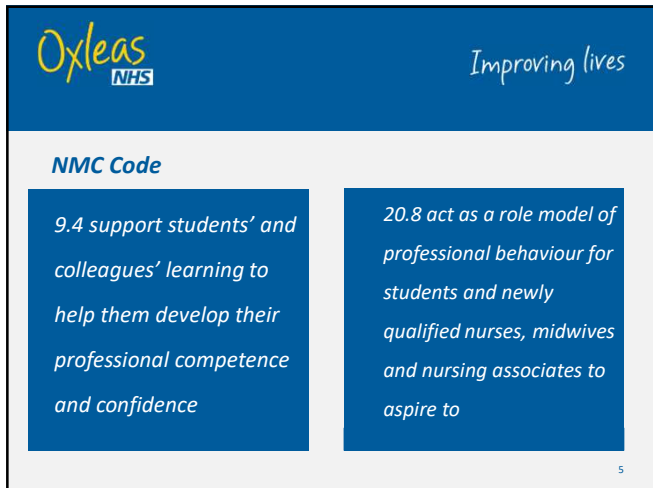 Oxleas
NHS
Improving lives
NMC Code
9.4 support students’ and
colleagues’ learning to
help them develop their
professional competence
and confidence
20.8 act as a role model of
professional behaviour for
students and newly
qualified nurses, midwives
and nursing associates to
aspire to
5